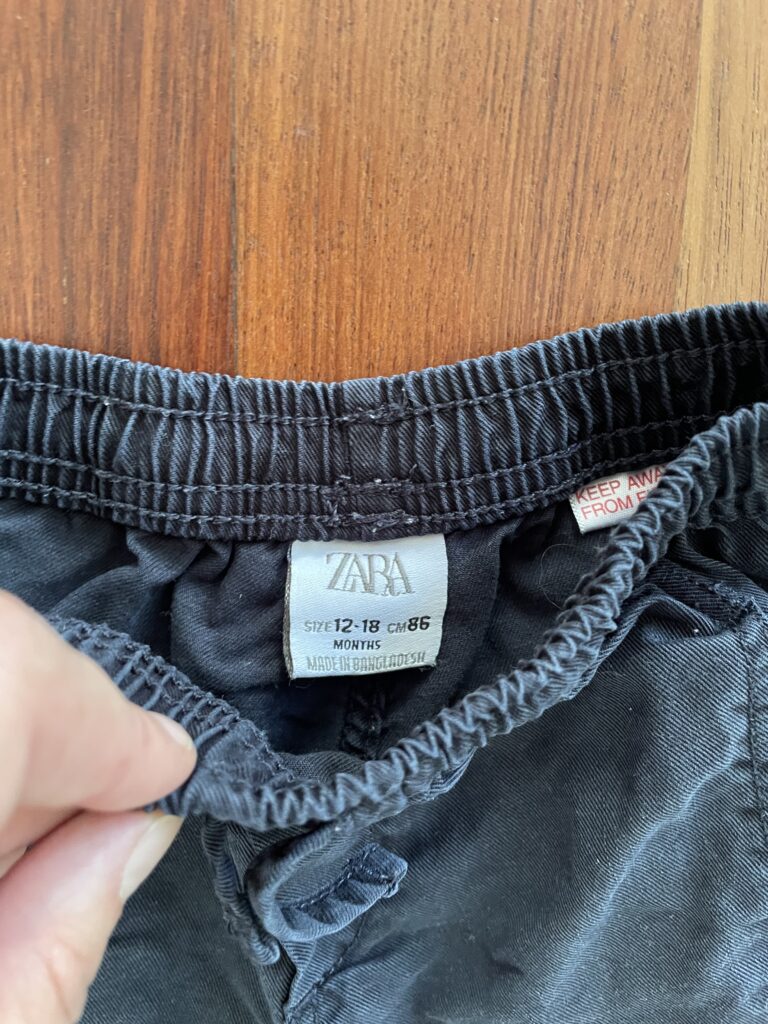 ZARA
SIZE 12-18 CM 86
MONTHS
MADE IN BANGLADESH
KEEP AWA
FROM F